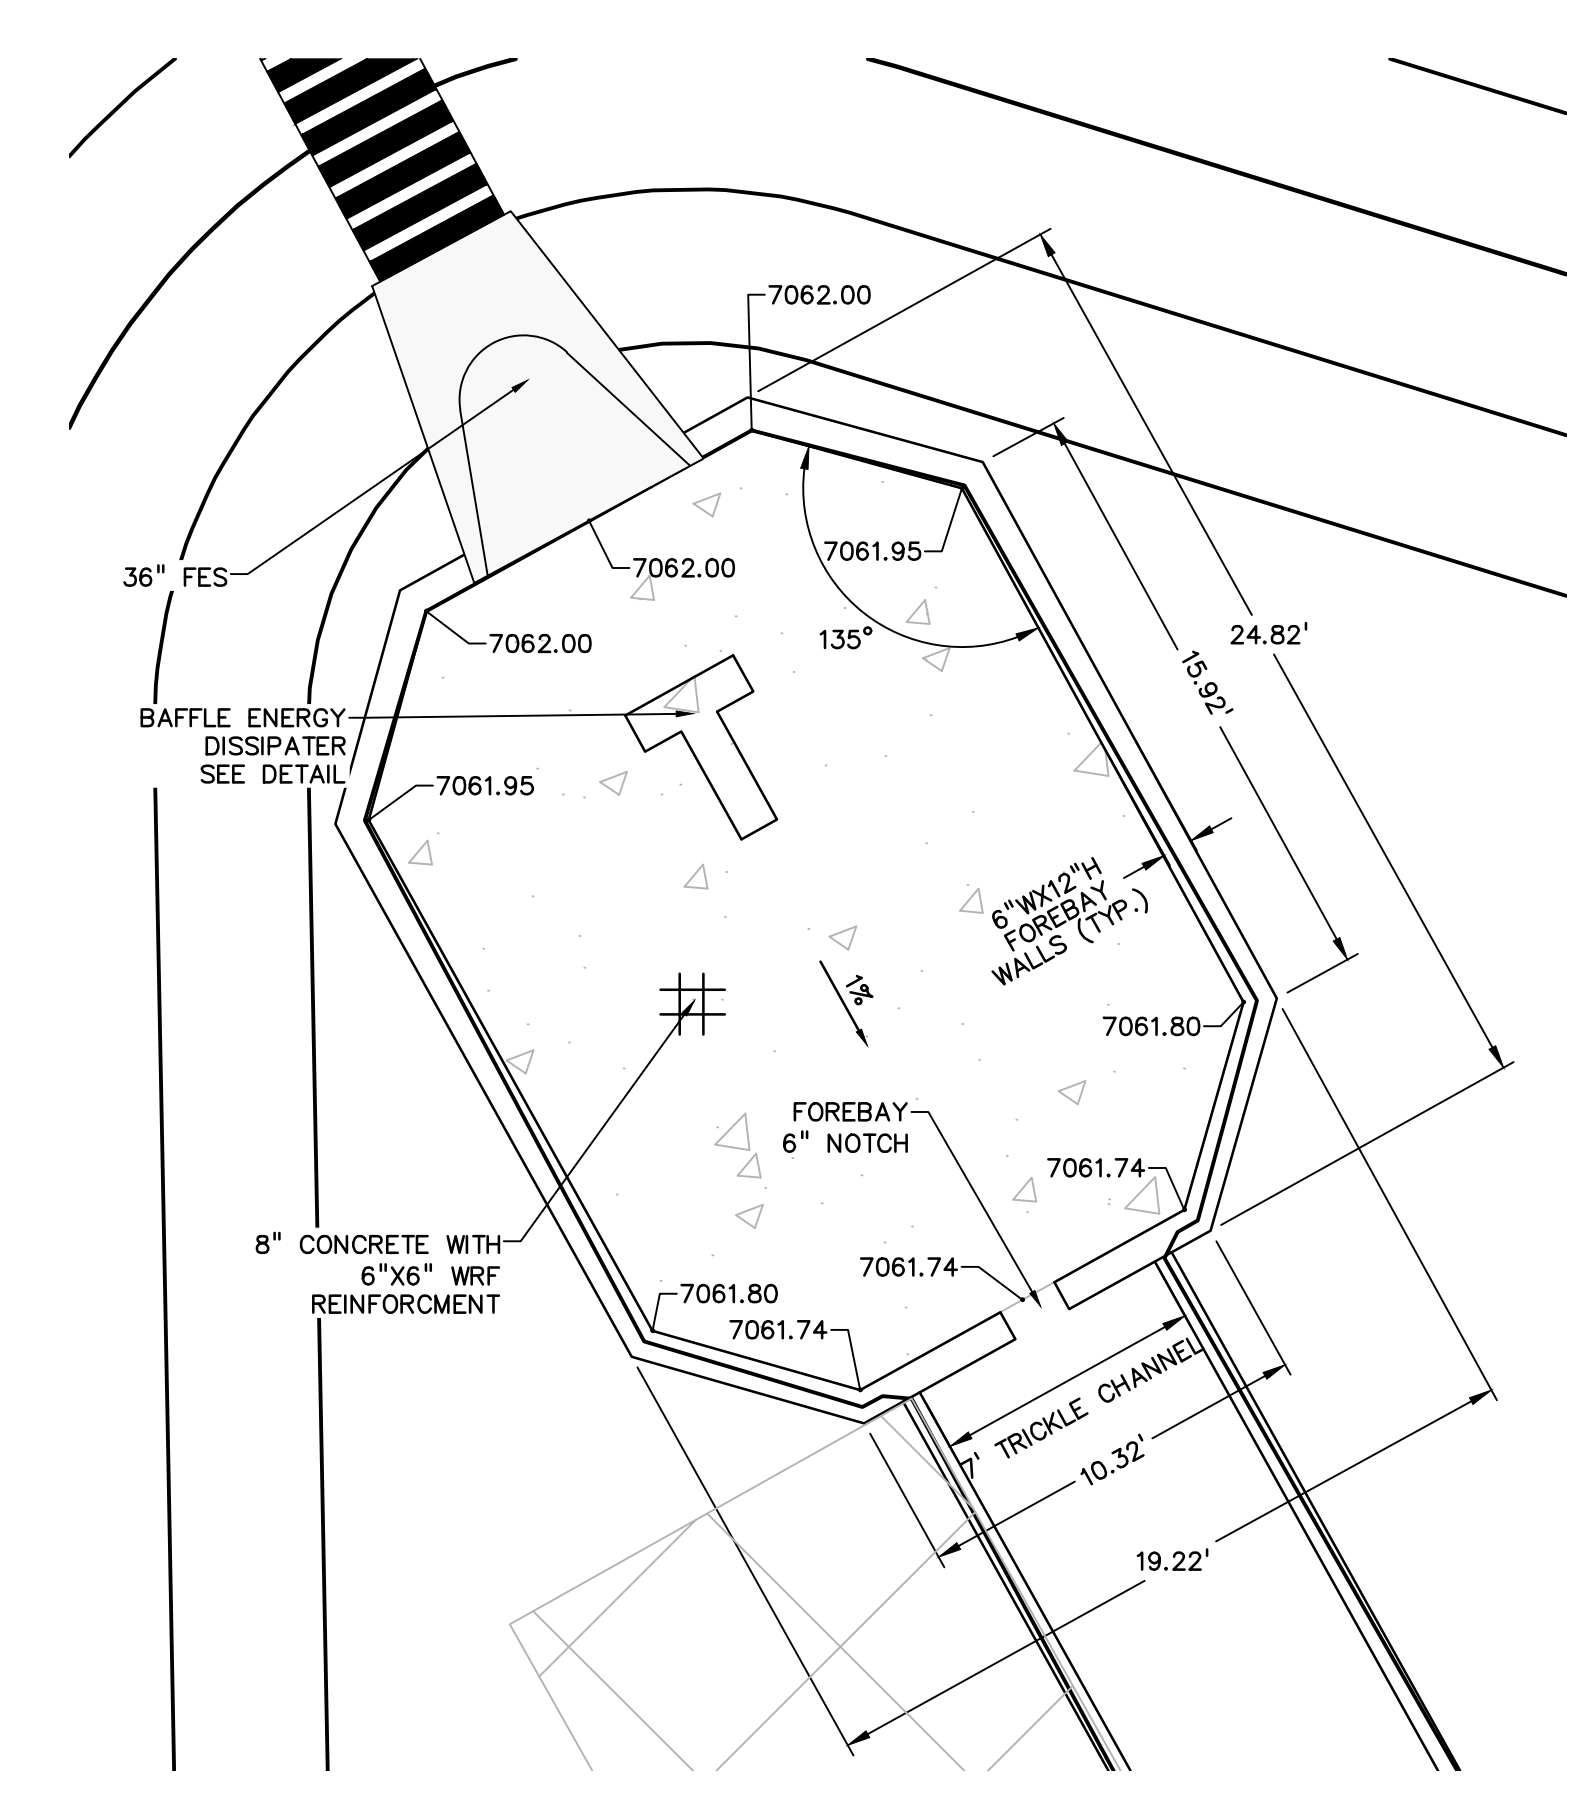 7062.00
7061.95
7062.00
36" FES
135°
24.82'
7062.00
15.92'
BAFFLE ENERGY
DISSIPATER
SEE DETAIL
7061.95
6"WX12"H
FOREBAY
WALLS (TYP.)
1%
7061.80
FOREBAY
6" NOTCH
7061.74
8" CONCRETE WITH
6"X6" WRF
REINFORCMENT
7061.74
7061.80
7061.74
7' TRICKLE CHANNEL
10.32'
19.22'